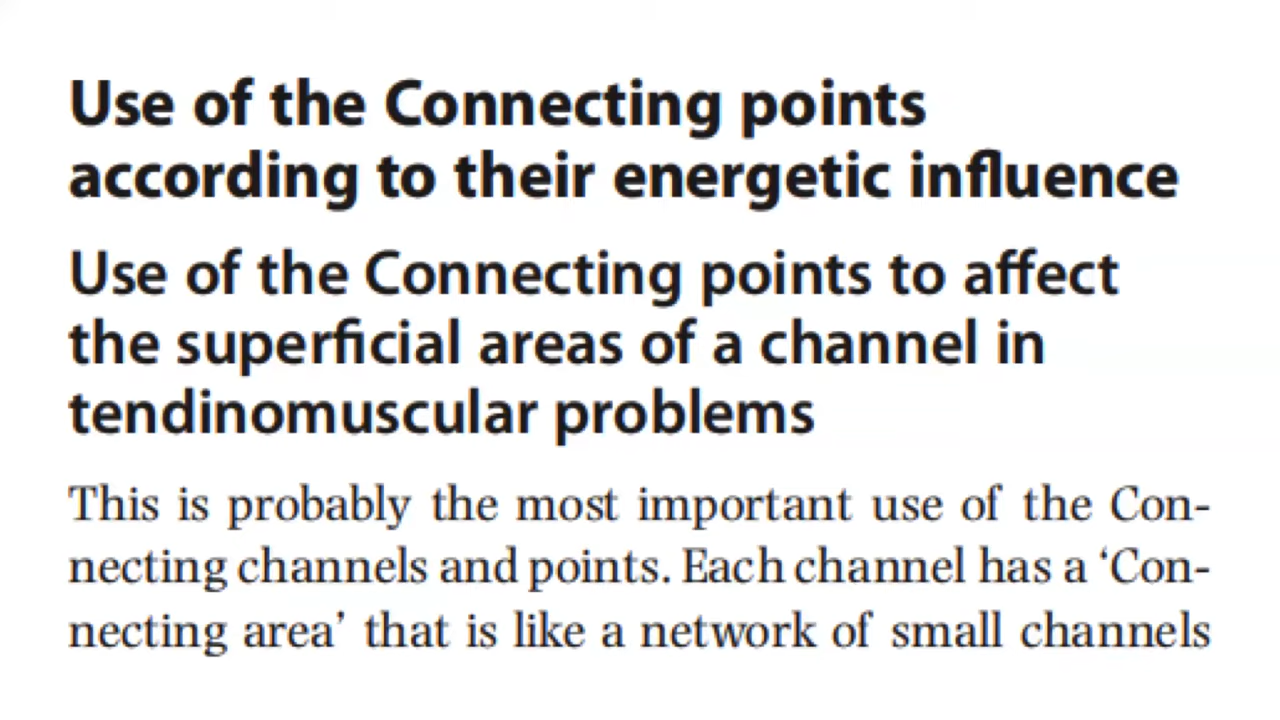 Use of the Connecting points
according to their energetic influence
Use of the Connecting points to affect
the superficial areas of a channel in
tendinomuscular problems
This is probably the most important use of the Con-
necting channels and points. Each channel has a ‘Con-
necting area’ that is like a network of small channels